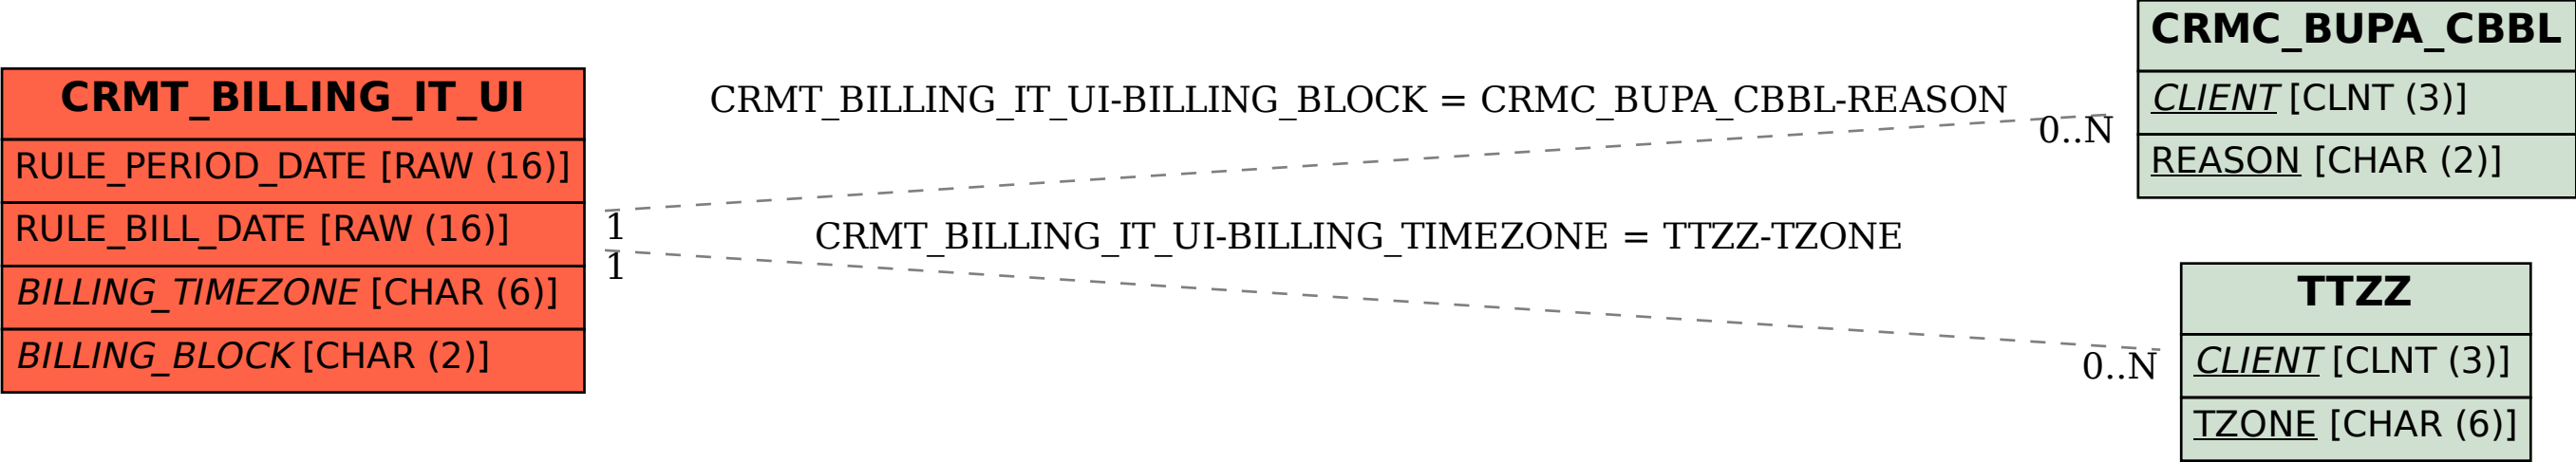 CRMT_BILLING_IT_UI
RULE_PERIOD_DATE [RAW (16)]
RULE_BILL_DATE [RAW (16)]
BILLING_TIMEZONE [CHAR (6)]
BILLING_BLOCK [CHAR (2)]
CRMT_BILLING_IT_UI-BILLING_BLOCK = CRMC_BUPA_CBBL-REASON
0..N
1
CRMT_BILLING_IT_UI-BILLING_TIMEZONE = TTZZ-TZONE
1
0..N
CRMC_BUPA_CBBL
CLIENT [CLNT (3)]
REASON [CHAR (2)]
TTZZ
CLIENT [CLNT (3)]
TZONE [CHAR (6)]